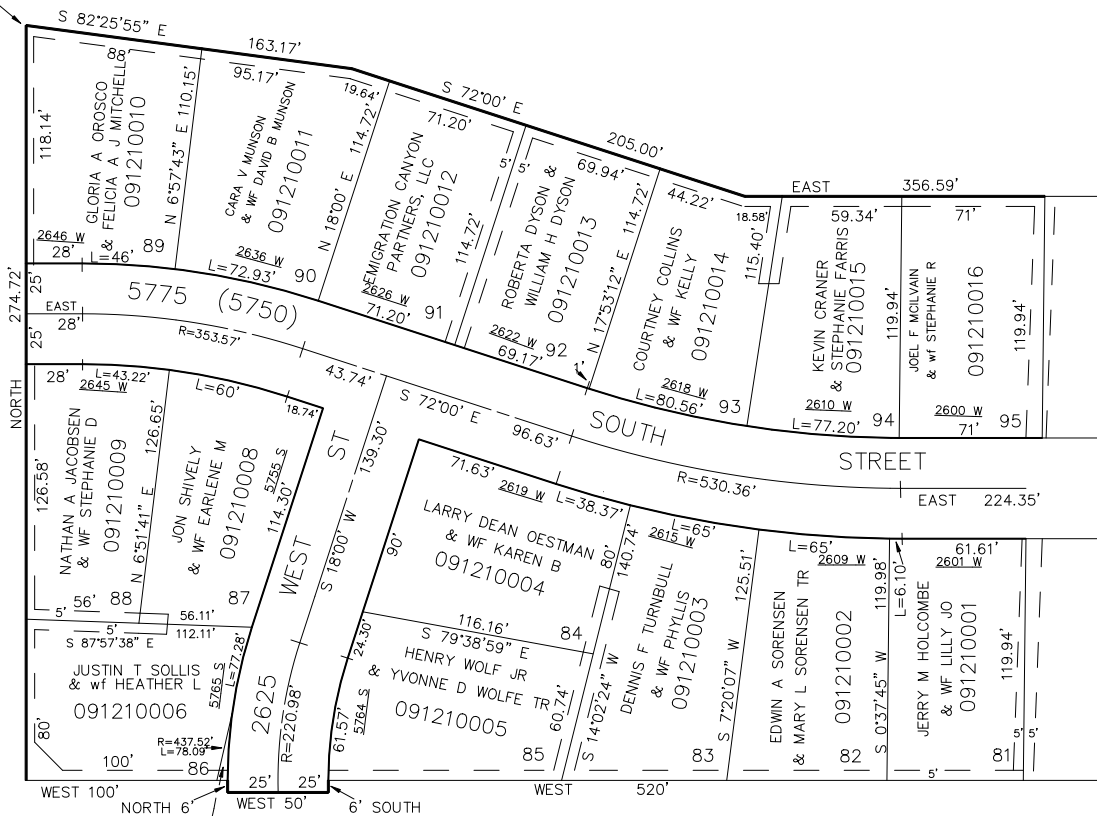 S 82°25'55" E
163.17'
88'
95.17'
19.64'
S 72°00' E
71.20'
205.00'
69.94'
44.22'
18.58'
EAST
356.59'
59.34'
71'
118.14'
GLORIA A OROSCO
& FELICIA A J MITCHELL
091210010
N 6°57'43" E 110.15'
CARA V MUNSON
& WF DAVID B MUNSON
091210011
N 18°00' E 114.72'
EMIGRATION CANYON
PARTNERS, LLC
091210012
114.72'
5'
5'
ROBERTA DYSON &
WILLIAM H DYSON
091210013
N 17°53'12" E 114.72'
COURTNEY COLLINS
& WF KELLY
091210014
115.40'
KEVIN CRANER
& STEPHANIE FARRIS
091210015
119.94'
JOEL F MCILVAIN
& wf STEPHANIE R
091210016
119.94'
2646 W
89
28'
L=46'
2636 W
90
L=72.93'
2626 W
91
71.20'
2622 W
92
69.17'
1'
2618 W
93
L=80.56'
2610 W
94
L=77.20'
2600 W
95
71'
274.72'
NORTH
25'
EAST
28'
25'
5775 (5750)
R=353.57'
43.74'
S 72°00' E
96.63'
SOUTH
STREET
R=530.36'
EAST
224.35'
28'
L=43.22'
2645 W
L=60'
18.74'
126.58'
NATHAN A JACOBSEN
& WF STEPHANIE D
091210009
N 6°51'41" E 126.65'
JON SHIVELY
& WF EARLENE M
091210008
5755 S
114.30'
56'
88
5'
87
56.11'
5'
112.11'
S 87°57'38" E
JUSTIN T SOLLIS
& wf HEATHER L
091210006
5765 S
L=77.28'
80'
R=437.52'
L=78.09'
100'
86
WEST 100'
NORTH 6'
2625 WEST ST
139.30'
S 18°00' W
R=220.98'
25'
25'
WEST 50'
6' SOUTH
71.63'
2619 W
L=38.37'
LARRY DEAN OESTMAN
& WF KAREN B
091210004
90'
80'
140.74'
116.16'
84
S 79°38'59" E
HENRY WOLF JR
& YVONNE D WOLFE TR
091210005
24.30'
5764 S
61.57'
60.74'
85
S 14°02'24" W
L=65'
2615 W
DENNIS F TURNBULL
& WF PHYLLIS
091210003
83
S 7°20'07" W 125.51'
L=65'
2609 W
EDWIN A SORENSEN
& MARY L SORENSEN TR
091210002
82
S 0°37'45" W 119.98'
L=6.10'
61.61'
2601 W
JERRY M HOLCOMBE
& WF LILLY JO
091210001
119.94'
81
5'
5'
5'
WEST
520'